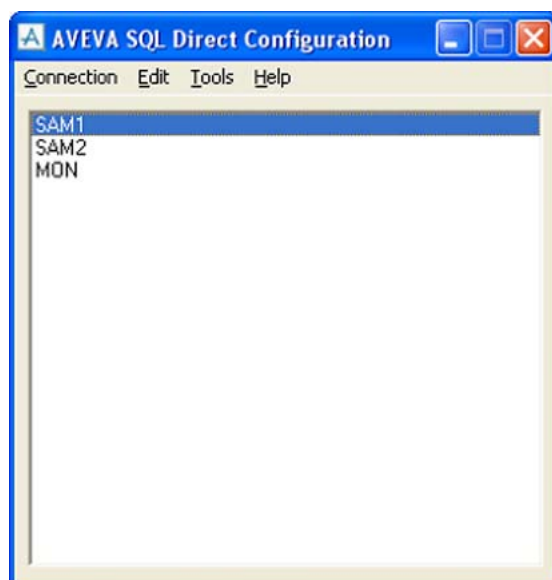 AVEVA SQL Direct Configuration
Connection Edit Tools Help
SAM1
SAM2
MON